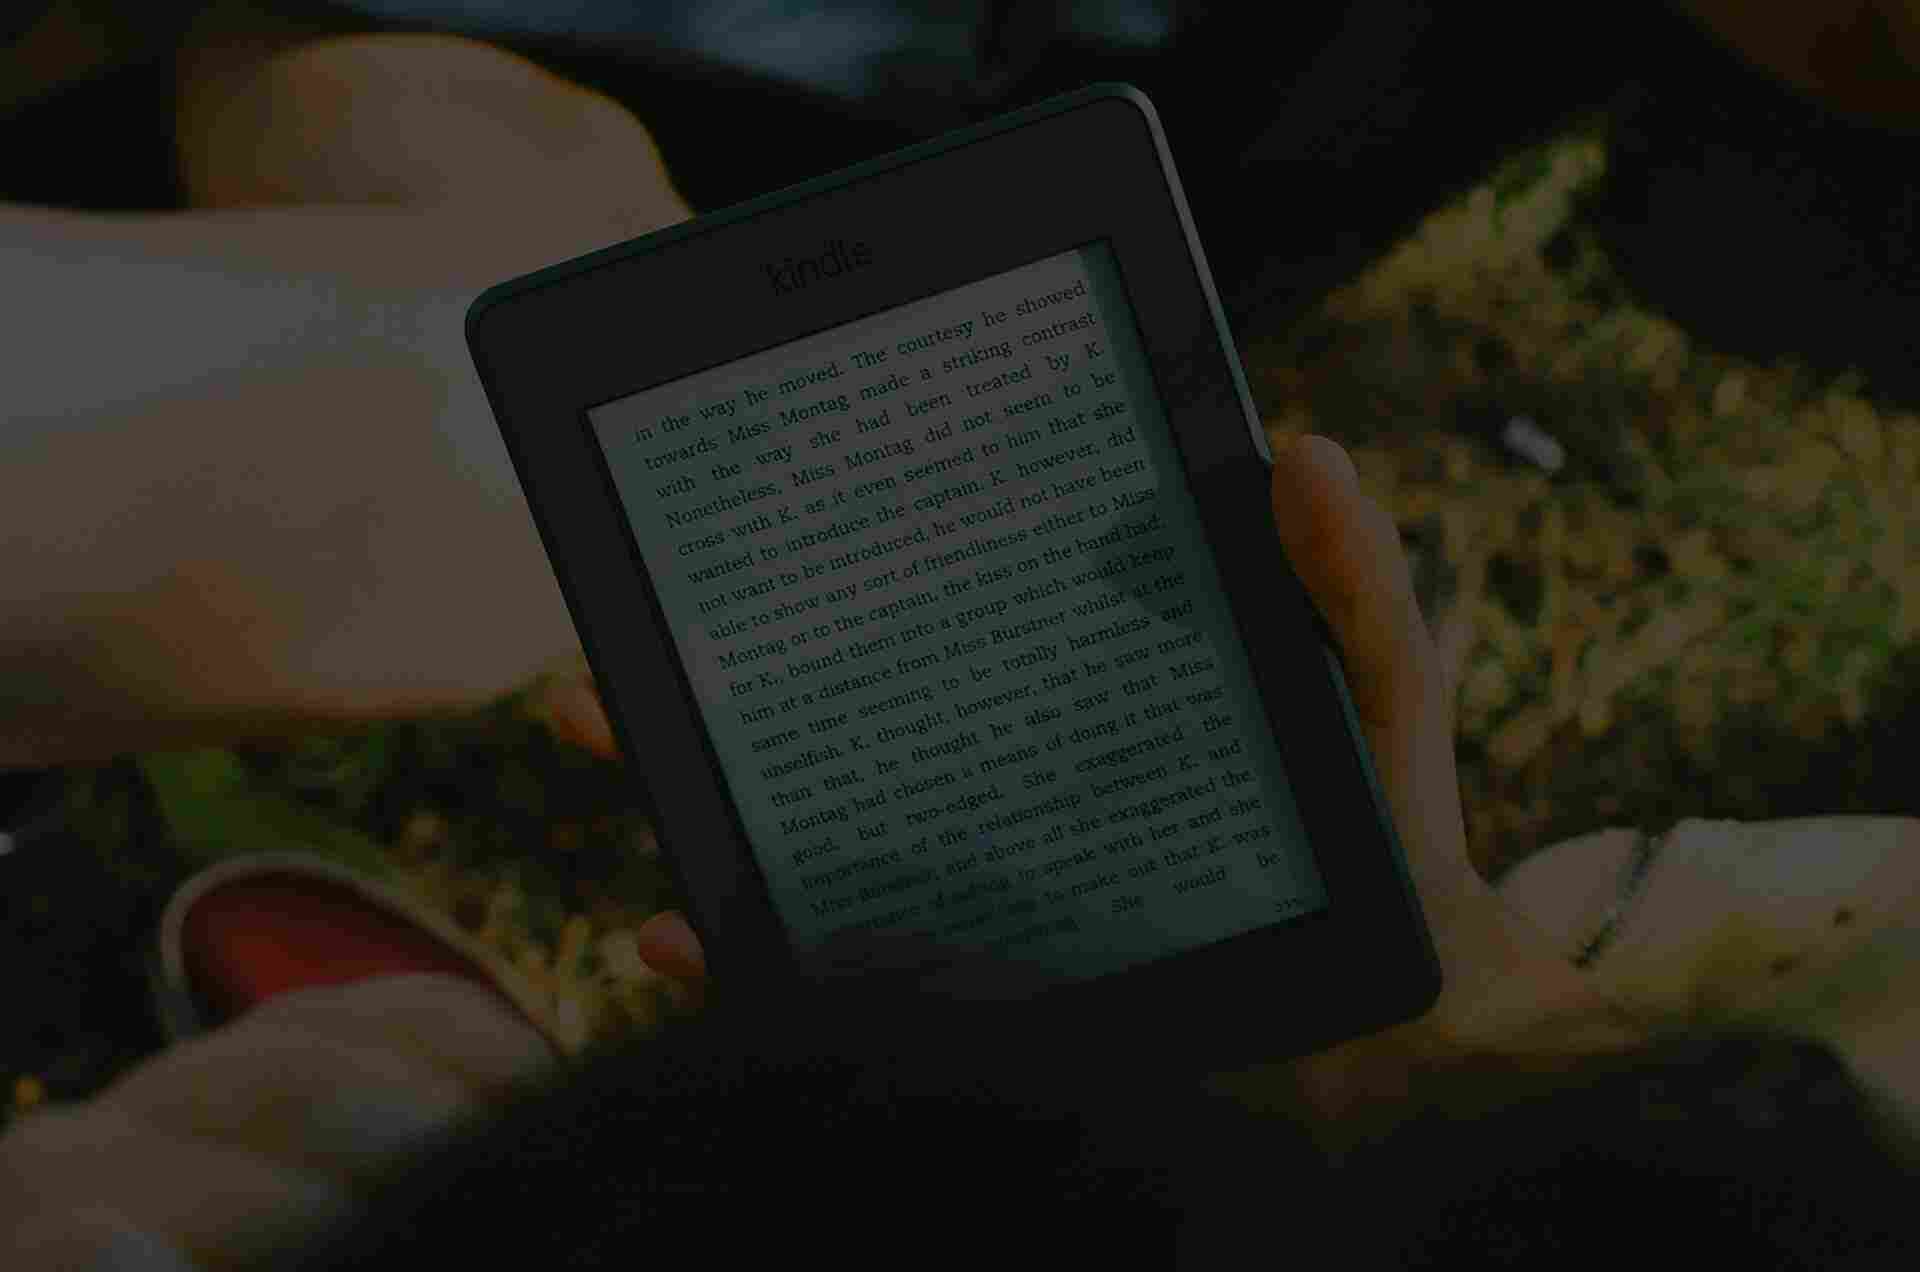 kindle
in the way he moved. The courtesy he showed
towards Miss Montag made a striking contrast
with the way she had been treated by K.
Nonetheless, Miss Montag did not seem to be
cross with K. as it even seemed to him that she
wanted to introduce the captain. K. however, did
not want to be introduced, he would not have been
able to show any sort of friendliness either to Miss
Montag or to the captain, the kiss on the hand had,
for K., bound them into a group which would keep
him at a distance from Miss Burstner whilst at the
same time seeming to be totally harmless and
unselfish. K. thought, however, that he saw more
than that, he thought he also saw that Miss
Montag had chosen a means of doing it that was
good, but two-edged. She exaggerated the
importance of the relationship between K. and
Miss Burstner, and above all she exaggerated the
importance of asking to speak with her and she
to make out that K. was
She would be